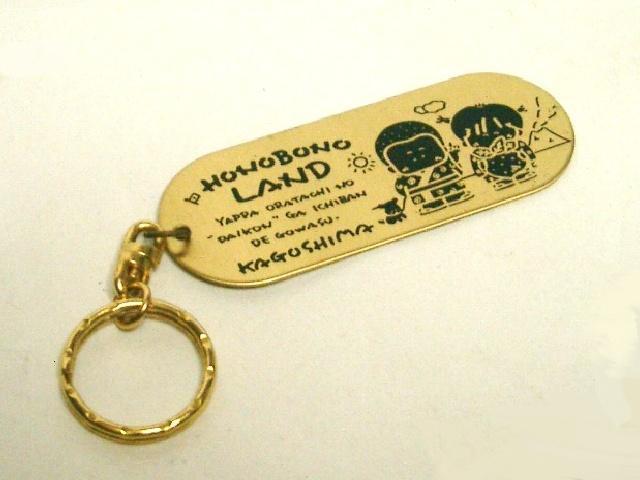 HONOBONO
LAND
YAPPA ORATACHI NO
"DAIKON" GA ICHIBAN
DE GOWASU.
KAGOSHIMA